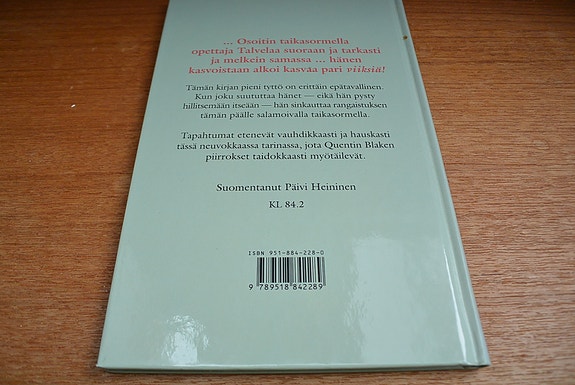 ... Osoitin taikasormella
opettaja Talvelaa suoraan ja tarkasti
ja melkein samassa ... hänen
kasvoistaan alkoi kasvaa pari viiksiä!
Tämän kirjan pieni tyttö on erittäin epätavallinen.
Kun joku suututtaa hänet — eikä hän pysty
hillitsemään itseään — hän sinkauttaa rangaistuksen
tämän päälle salamoivalla taikasormella.
Tapahtumat etenevät vauhdikkaasti ja hauskasti
tässä neuvokkaassa tarinassa, jota Quentin Blaken
piirrokset taidokkaasti myötäilevät.
Suomentanut Päivi Heininen
KL 84.2
ISBN 951-884-228-0
9 789518 842289